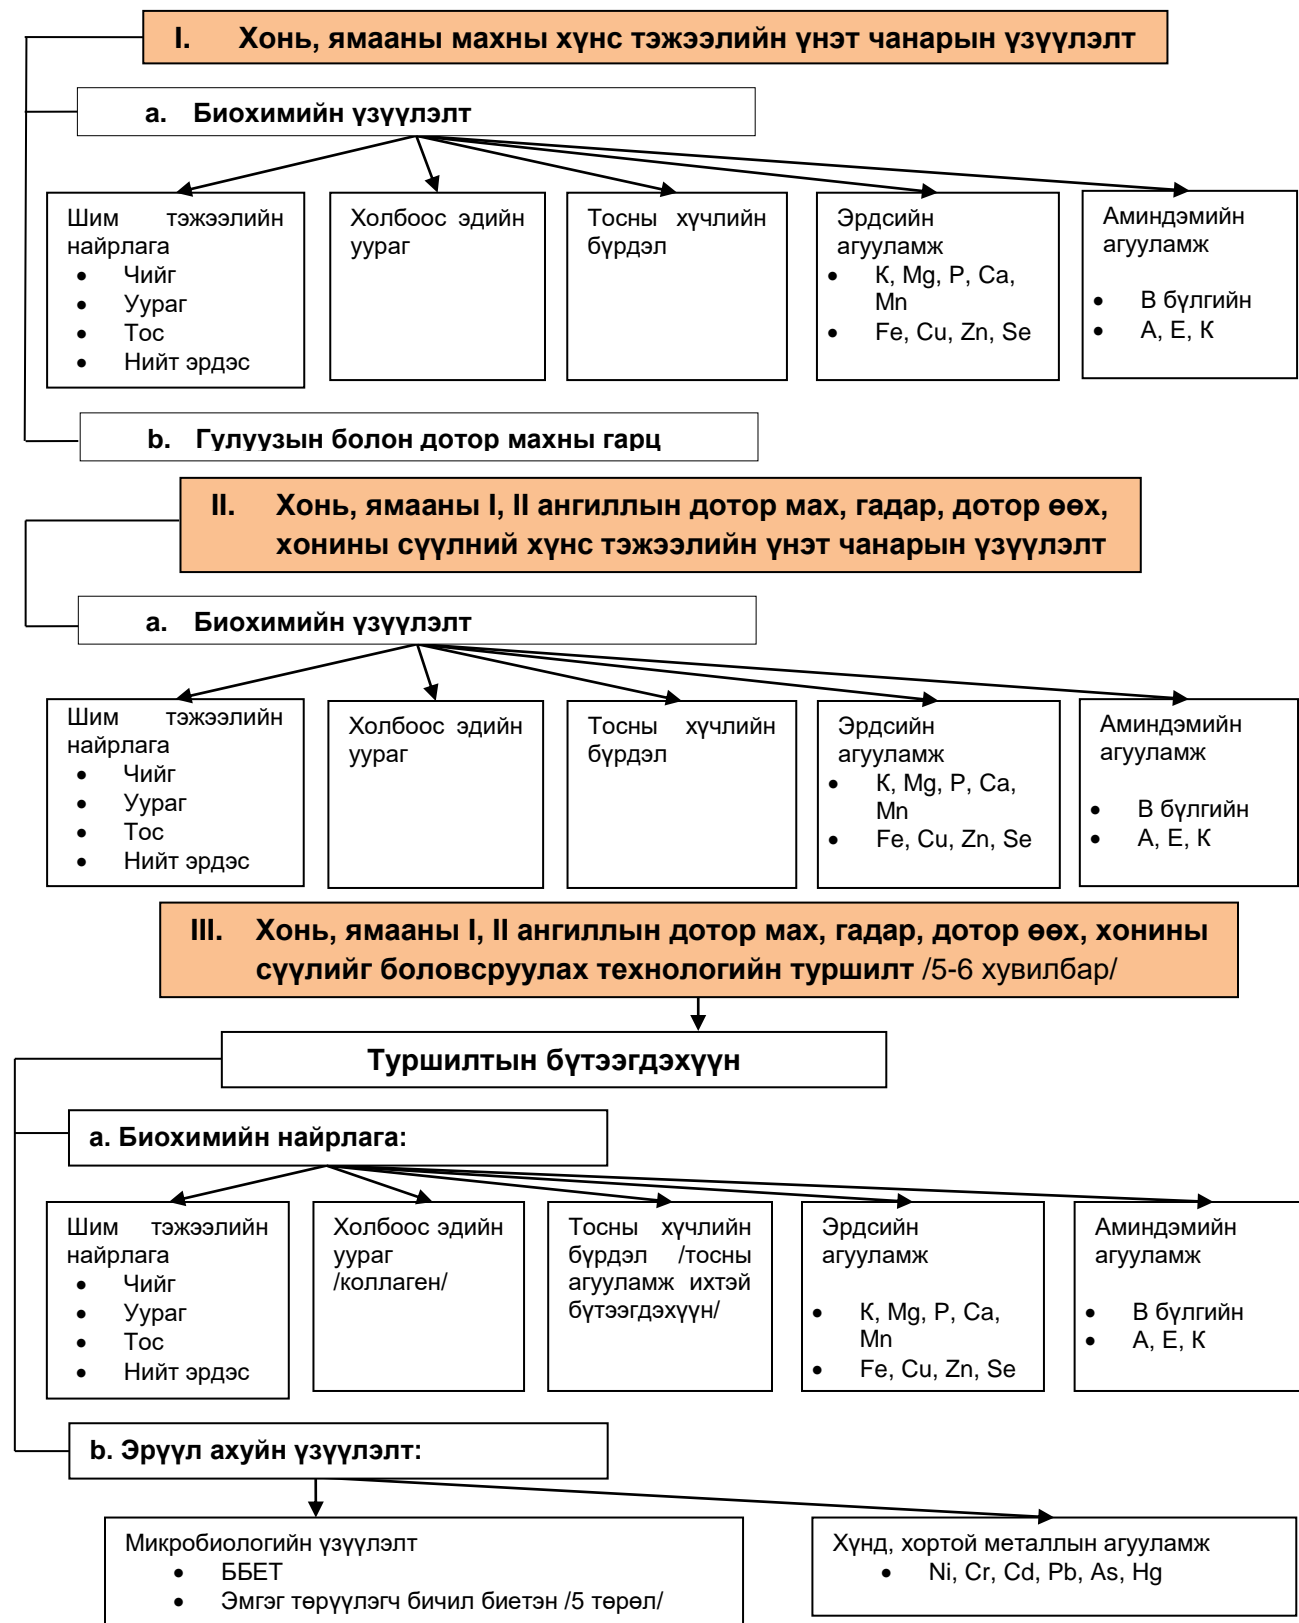 I. Хонь, ямааны махны хүнс тэжээлийн үнэт чанарын үзүүлэлт
a. Биохимийн үзүүлэлт
Шим тэжээлийн
найрлага
• Чийг
• Уураг
• Тос
• Нийт эрдэс
Холбоос эдийн
уураг
Тосны хүчлийн
бүрдэл
Эрдсийн
агууламж
• K, Mg, P, Ca,
Mn
• Fe, Cu, Zn, Se
Аминдэмийн
агууламж
• В бүлгийн
• А, Е, К
b. Гулуузын болон дотор махны гарц
II. Хонь, ямааны I, II ангиллын дотор мах, гадар, дотор өөх,
хонины сүүлний хүнс тэжээлийн үнэт чанарын үзүүлэлт
a. Биохимийн үзүүлэлт
Шим тэжээлийн
найрлага
• Чийг
• Уураг
• Тос
• Нийт эрдэс
Холбоос эдийн
уураг
Тосны хүчлийн
бүрдэл
Эрдсийн
агууламж
• K, Mg, P, Ca,
Mn
• Fe, Cu, Zn, Se
Аминдэмийн
агууламж
• В бүлгийн
• А, Е, К
III. Хонь, ямааны I, II ангиллын дотор мах, гадар, дотор өөх, хонины
сүүлийг боловсруулах технологийн туршилт /5-6 хувилбар/
Туршилтын бүтээгдэхүүн
a. Биохимийн найрлага:
Шим тэжээлийн
найрлага
• Чийг
• Уураг
• Тос
• Нийт эрдэс
Холбоос эдийн
уураг
/коллаген/
Тосны хүчлийн
бүрдэл /тосны
агууламж ихтэй
бүтээгдэхүүн/
Эрдсийн
агууламж
• K, Mg, P, Ca,
Mn
• Fe, Cu, Zn, Se
Аминдэмийн
агууламж
• В бүлгийн
• А, Е, К
b. Эрүүл ахуйн үзүүлэлт:
Микробиологийн үзүүлэлт
• ББЕТ
• Эмгэг төрүүлэгч бичил биетэн /5 төрөл/
Хүнд, хортой металлын агууламж
• Ni, Cr, Cd, Pb, As, Hg